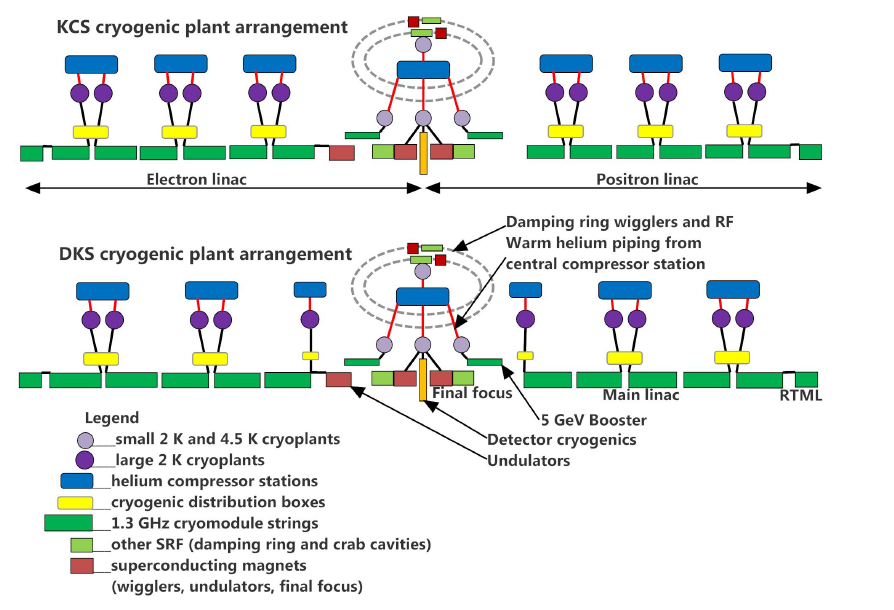 KCS cryogenic plant arrangement
Electron linac
Positron linac
DKS cryogenic plant arrangement
Damping ring wigglers and RF
Warm helium piping from
central compressor station
Final focus
Main linac
RTML
5 GeV Booster
Detector cryogenics
Undulators
Legend
small 2 K and 4.5 K cryoplants
large 2 K cryoplants
helium compressor stations
cryogenic distribution boxes
1.3 GHz cryomodule strings
other SRF (damping ring and crab cavities)
superconducting magnets
(wigglers, undulators, final focus)